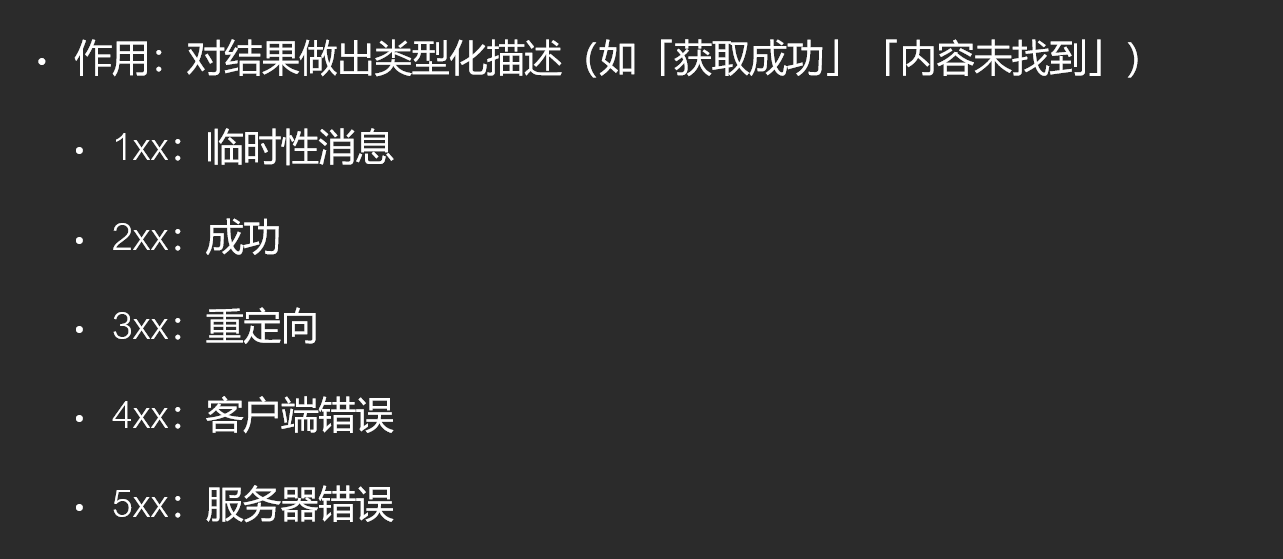 • 作用：对结果做出类型化描述（如「获取成功」「内容未找到」）
• 1xx：临时性消息
• 2xx：成功
• 3xx：重定向
• 4xx：客户端错误
• 5xx：服务器错误